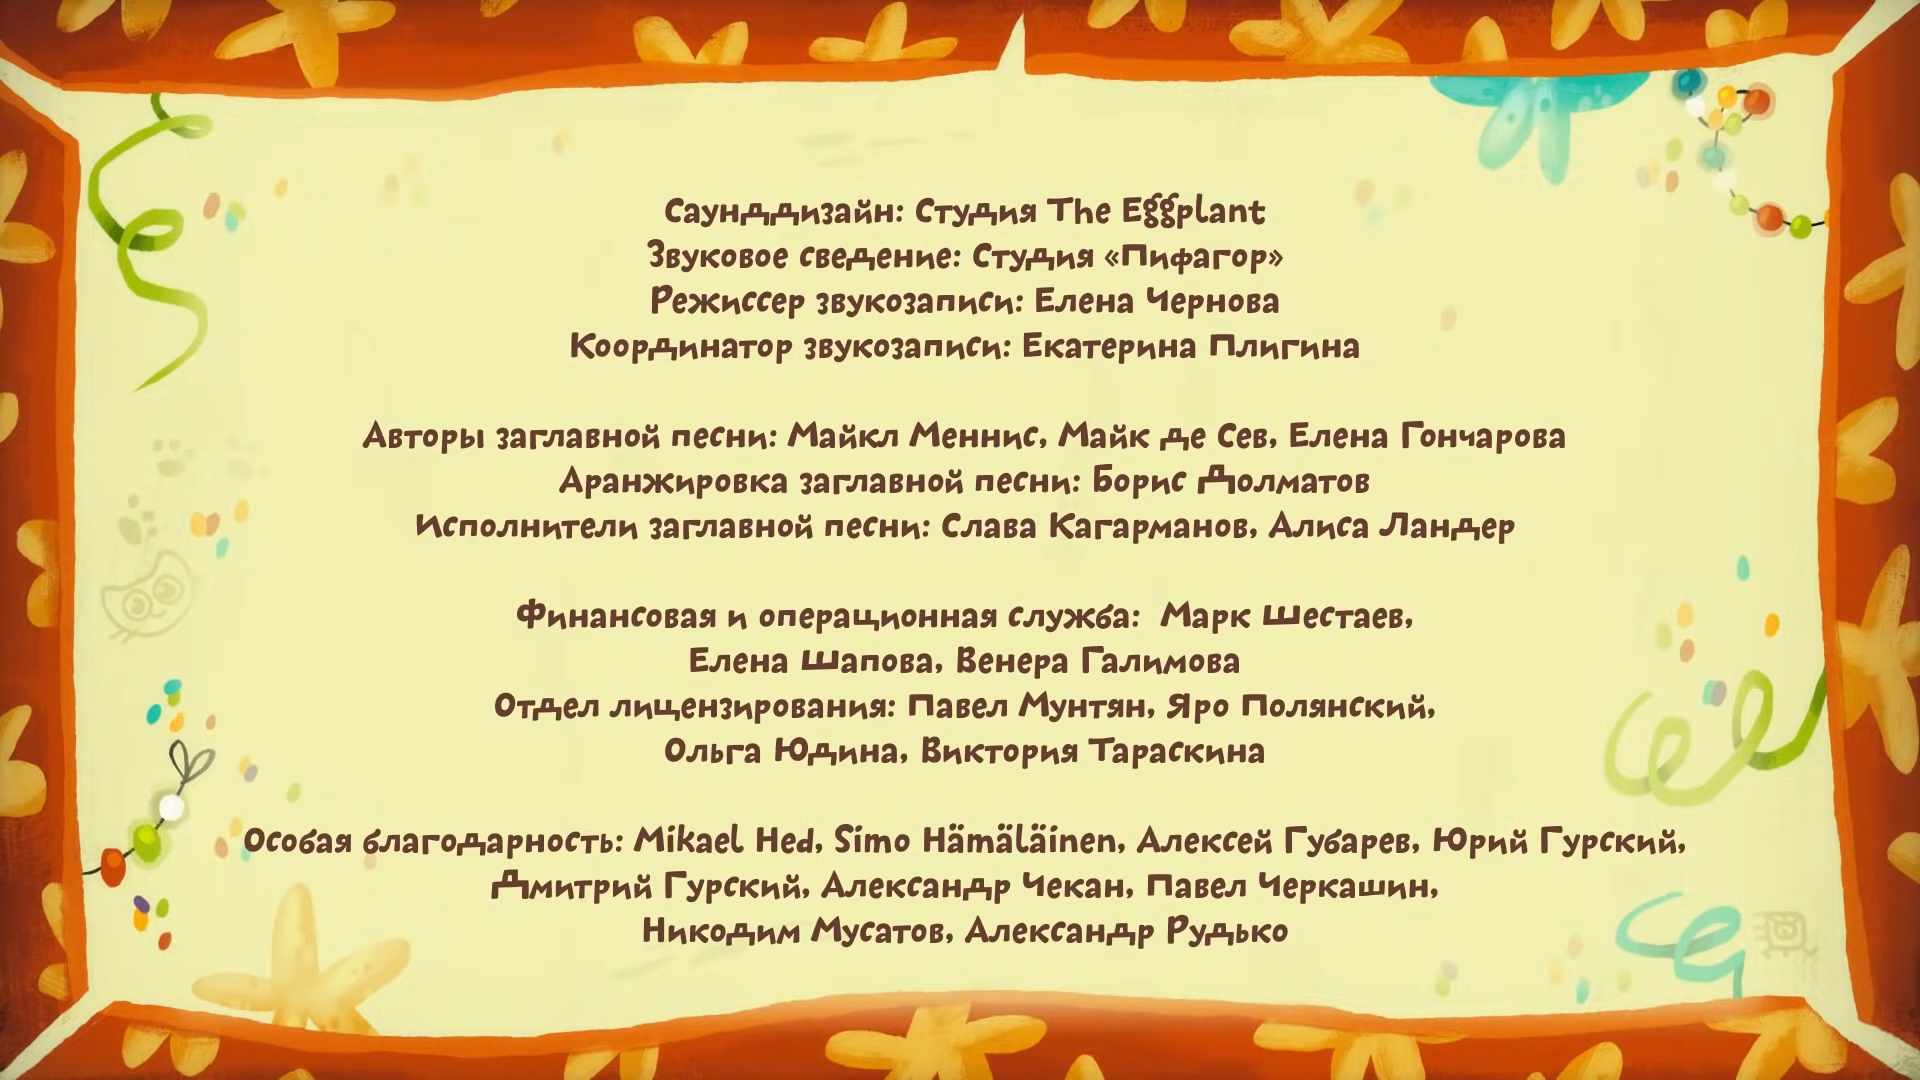 Саунддизайн: Студия The Eggplant
Звуковое сведение: Студия «Пифагор»
Режиссер звукозаписи: Елена Чернова
Координатор звукозаписи: Екатерина Плигина
Авторы заглавной песни: Майкл Меннис, Майк де Сев, Елена Гончарова
Аранжировка заглавной песни: Борис Долматов
Исполнители заглавной песни: Слава Кагарманов, Алиса Ландер
Финансовая и операционная служба: Марк Шестаев,
Елена Шапова, Венера Галимова
Отдел лицензирования: Павел Мунтян, Яро Полянский,
Ольга Юдина, Виктория Тараскина
Особая благодарность: Mikael Hed, Simo Hämäläinen, Алексей Губарев, Юрий Гурский,
Дмитрий Гурский, Александр Чекан, Павел Черкашин,
Никодим Мусатов, Александр Рудько